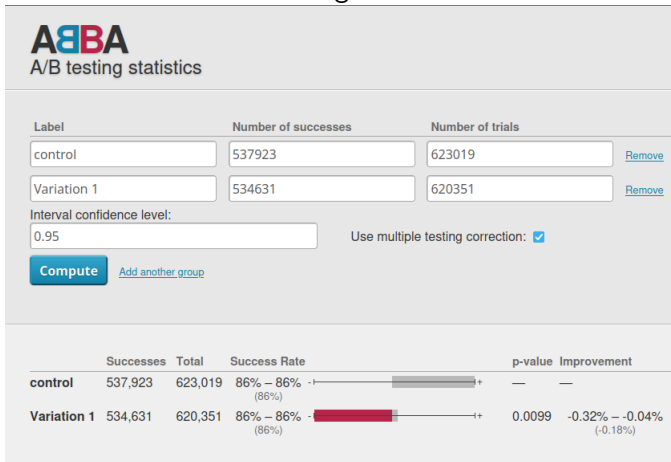 ABBA
A/B testing statistics
Label Number of successes Number of trials
control 537923 623019 Remove
Variation 1 534631 620351 Remove
Interval confidence level:
0.95 Use multiple testing correction:
Compute Add another group
Successes Total Success Rate p-value Improvement
control 537,923 623,019 86% – 86% - + — —
(86%)
Variation 1 534,631 620,351 86% – 86% - + 0.0099 -0.32% – -0.04%
(86%) (-0.18%)